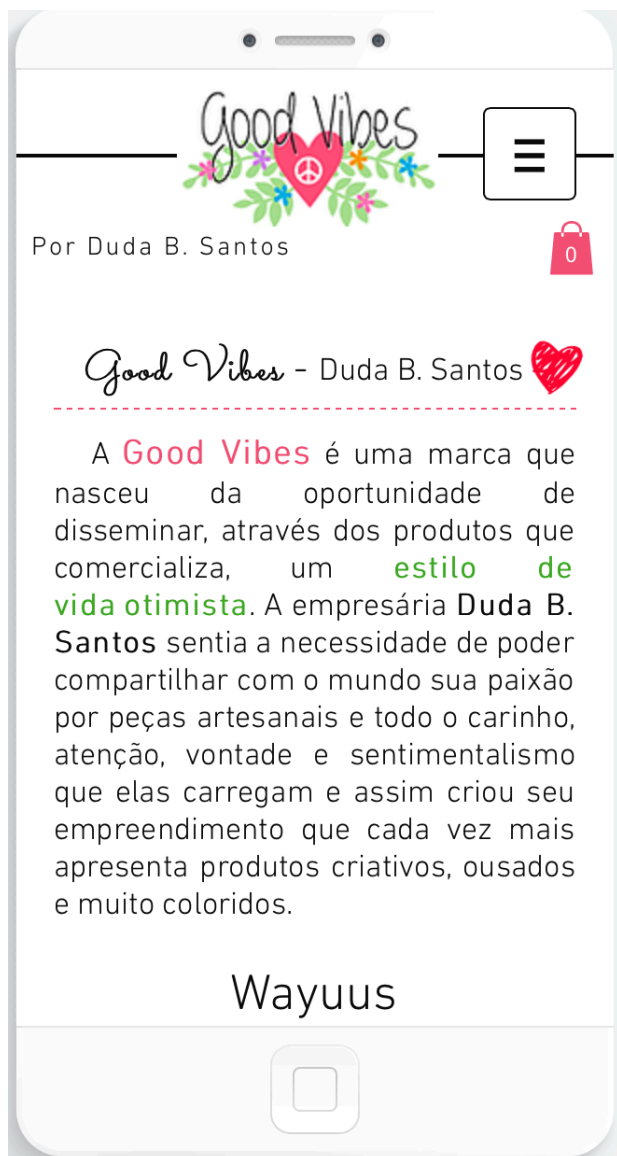 Good Vibes
Por Duda B. Santos
0
Good Vibes - Duda B. Santos
A Good Vibes é uma marca que
nasceu da oportunidade de
disseminar, através dos produtos que
comercializa, um estilo de
vida otimista. A empresária Duda B.
Santos sentia a necessidade de poder
compartilhar com o mundo sua paixão
por peças artesanais e todo o carinho,
atenção, vontade e sentimentalismo
que elas carregam e assim criou seu
empreendimento que cada vez mais
apresenta produtos criativos, ousados
e muito coloridos.
Wayuus